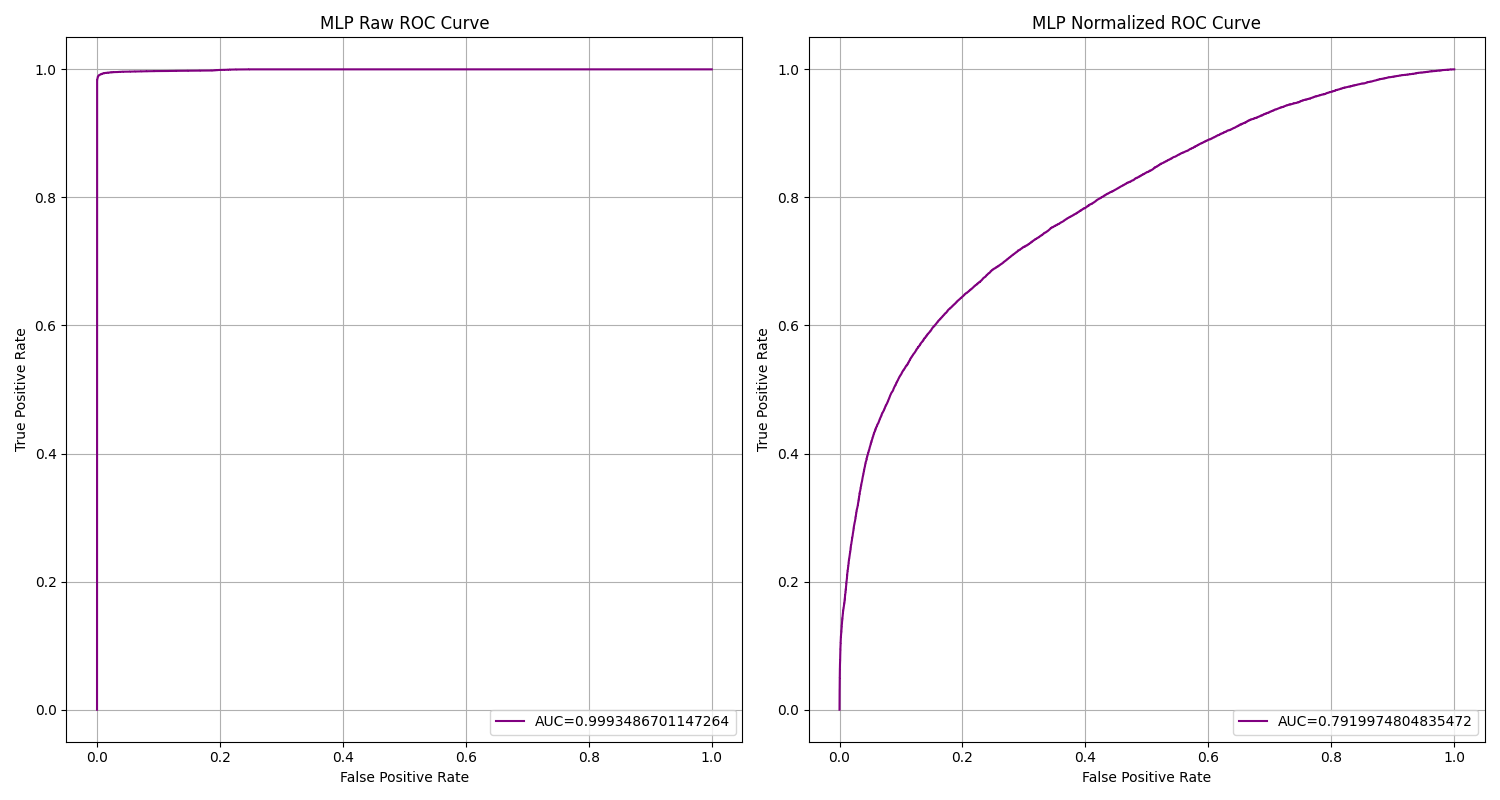 MLP Raw ROC Curve
True Positive Rate
1.0
0.8
0.6
0.4
0.2
0.0
AUC=0.9993486701147264
0.0 0.2 0.4 0.6 0.8 1.0
False Positive Rate
MLP Normalized ROC Curve
True Positive Rate
1.0
0.8
0.6
0.4
0.2
0.0
AUC=0.7919974804835472
0.0 0.2 0.4 0.6 0.8 1.0
False Positive Rate